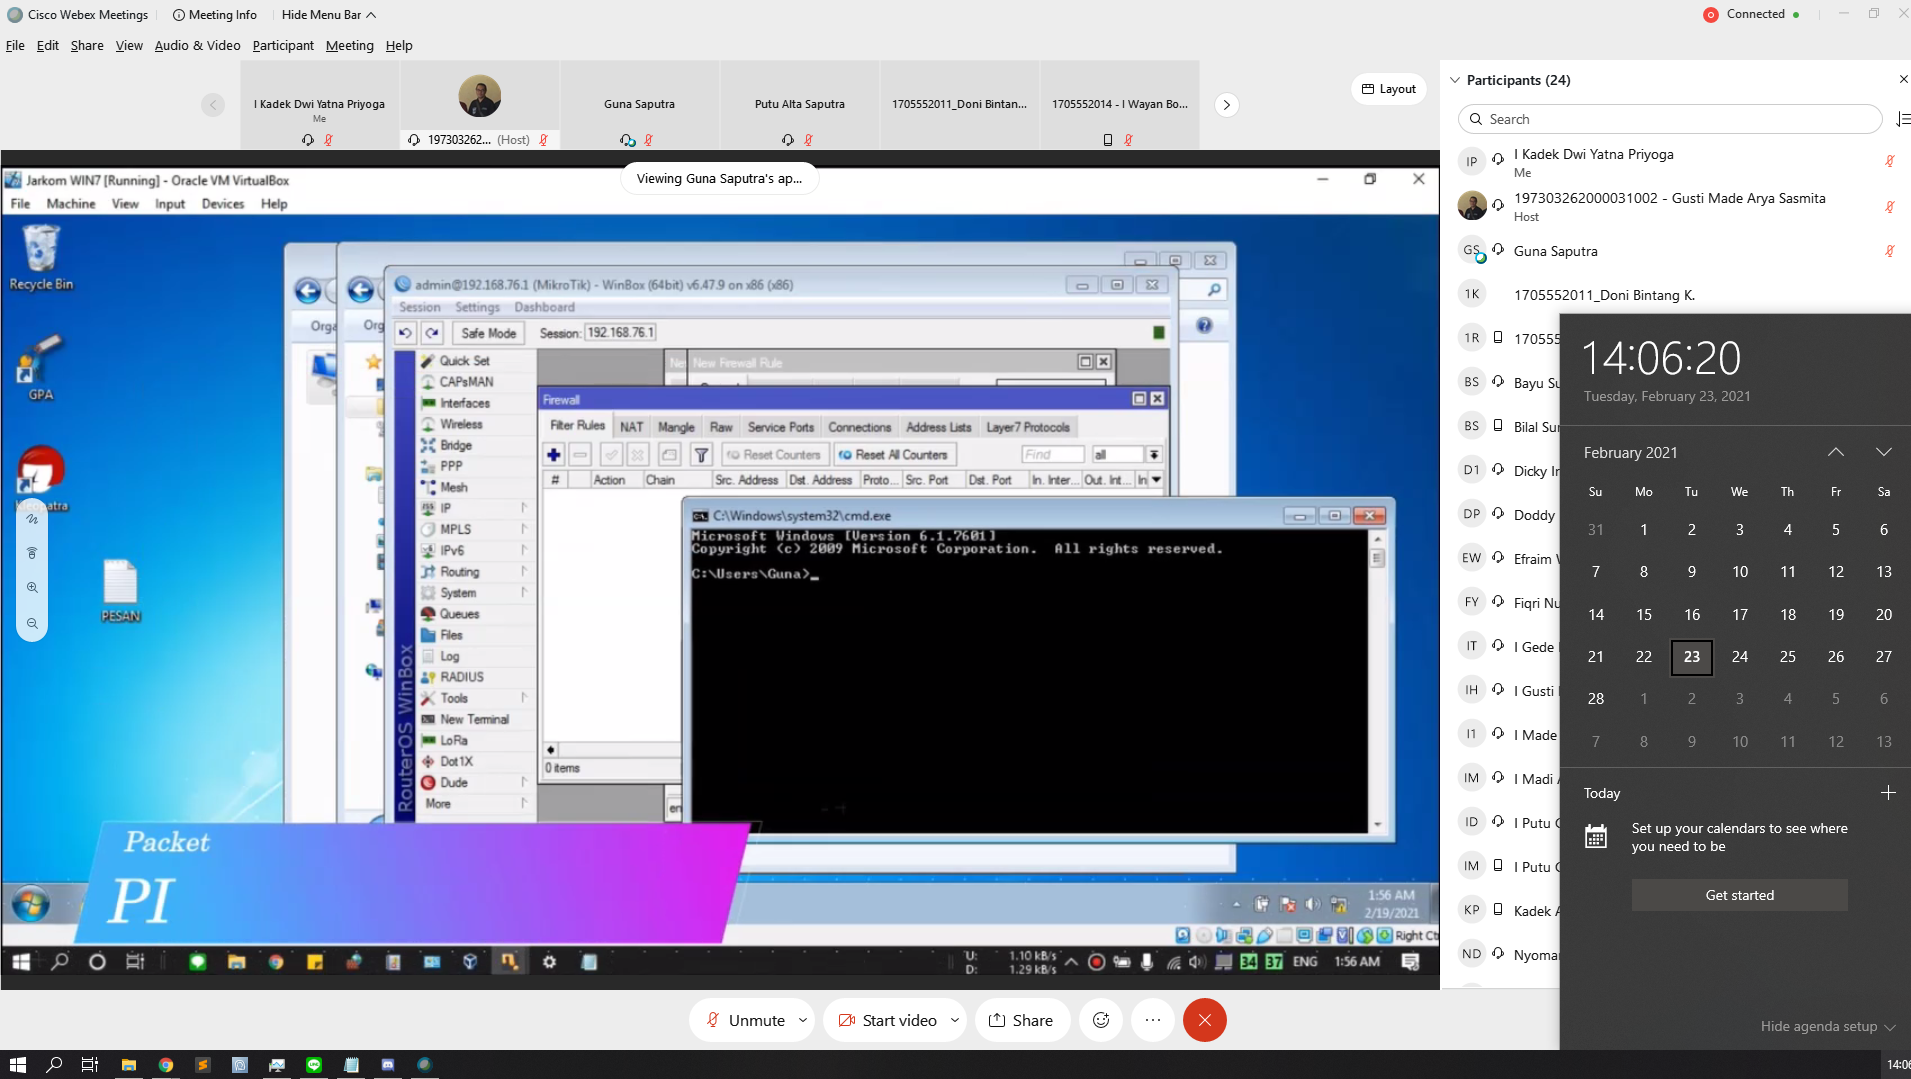 Cisco Webex Meetings
Meeting Info
Hide Menu Bar
Connected
File Edit Share View Audio & Video Participant Meeting Help
I Kadek Dwi Yatna Priyoga
Me
197303262... (Host)
Guna Saputra
Putu Alta Saputra
1705552011_Doni Bintan...
1705552014 - I Wayan Bo...
Layout
Viewing Guna Saputra's ap...
Jarkom WIN7 [Running] - Oracle VM VirtualBox
File Machine View Input Devices Help
Recycle Bin
GPA
PESAN
Orga
admin@192.168.76.1 (MikroTik) - WinBox (64bit) v6.47.9 on x86 (x86)
Session Settings Dashboard
Safe Mode Session: 192.168.76.1
Quick Set
CAPsMAN
Interfaces
Wireless
Bridge
PPP
Mesh
IP
MPLS
IPv6
Routing
System
Queues
Files
Log
RADIUS
Tools
New Terminal
LoRa
Dot1X
Dude
More
RouterOS WinBox
New Firewall Rule
Firewall
Filter Rules NAT Mangle Raw Service Ports Connections Address Lists Layer7 Protocols
Reset Counters Reset All Counters Find all
# Action Chain Src. Address Dst. Address Proto... Src. Port Dst. Port In. Inter... Out. Int... In
0 items
C:\Windows\system32\cmd.exe
Microsoft Windows [Version 6.1.7601]
Copyright (c) 2009 Microsoft Corporation. All rights reserved.
C:\Users\Guna>_
Packet
PI
1:56 AM
2/19/2021
Right Ct
U: 1.10 kB/s
D: 1.29 kB/s
34 37 ENG 1:56 AM
Unmute
Start video
Share
Participants (24)
Search
IP I Kadek Dwi Yatna Priyoga
Me
197303262000031002 - Gusti Made Arya Sasmita
Host
GS Guna Saputra
1K 1705552011_Doni Bintang K.
1R 170555
BS Bayu Su
BS Bilal Sur
D1 Dicky Ir
DP Doddy
EW Efraim
FY Fiqri Nu
IT I Gede
IH I Gusti
I1 I Made
IM I Madi
ID I Putu
IM I Putu
KP Kadek
ND Nyoma
14:06:20
Tuesday, February 23, 2021
February 2021
Su Mo Tu We Th Fr Sa
31 1 2 3 4 5 6
7 8 9 10 11 12 13
14 15 16 17 18 19 20
21 22 23 24 25 26 27
28 1 2 3 4 5 6
7 8 9 10 11 12 13
Today
Set up your calendars to see where
you need to be
Get started
Hide agenda setup
14:06